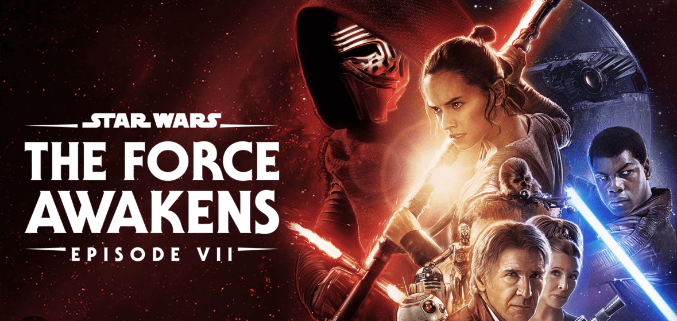 STAR WARS
THE FORCE
AWAKENS
EPISODE VII